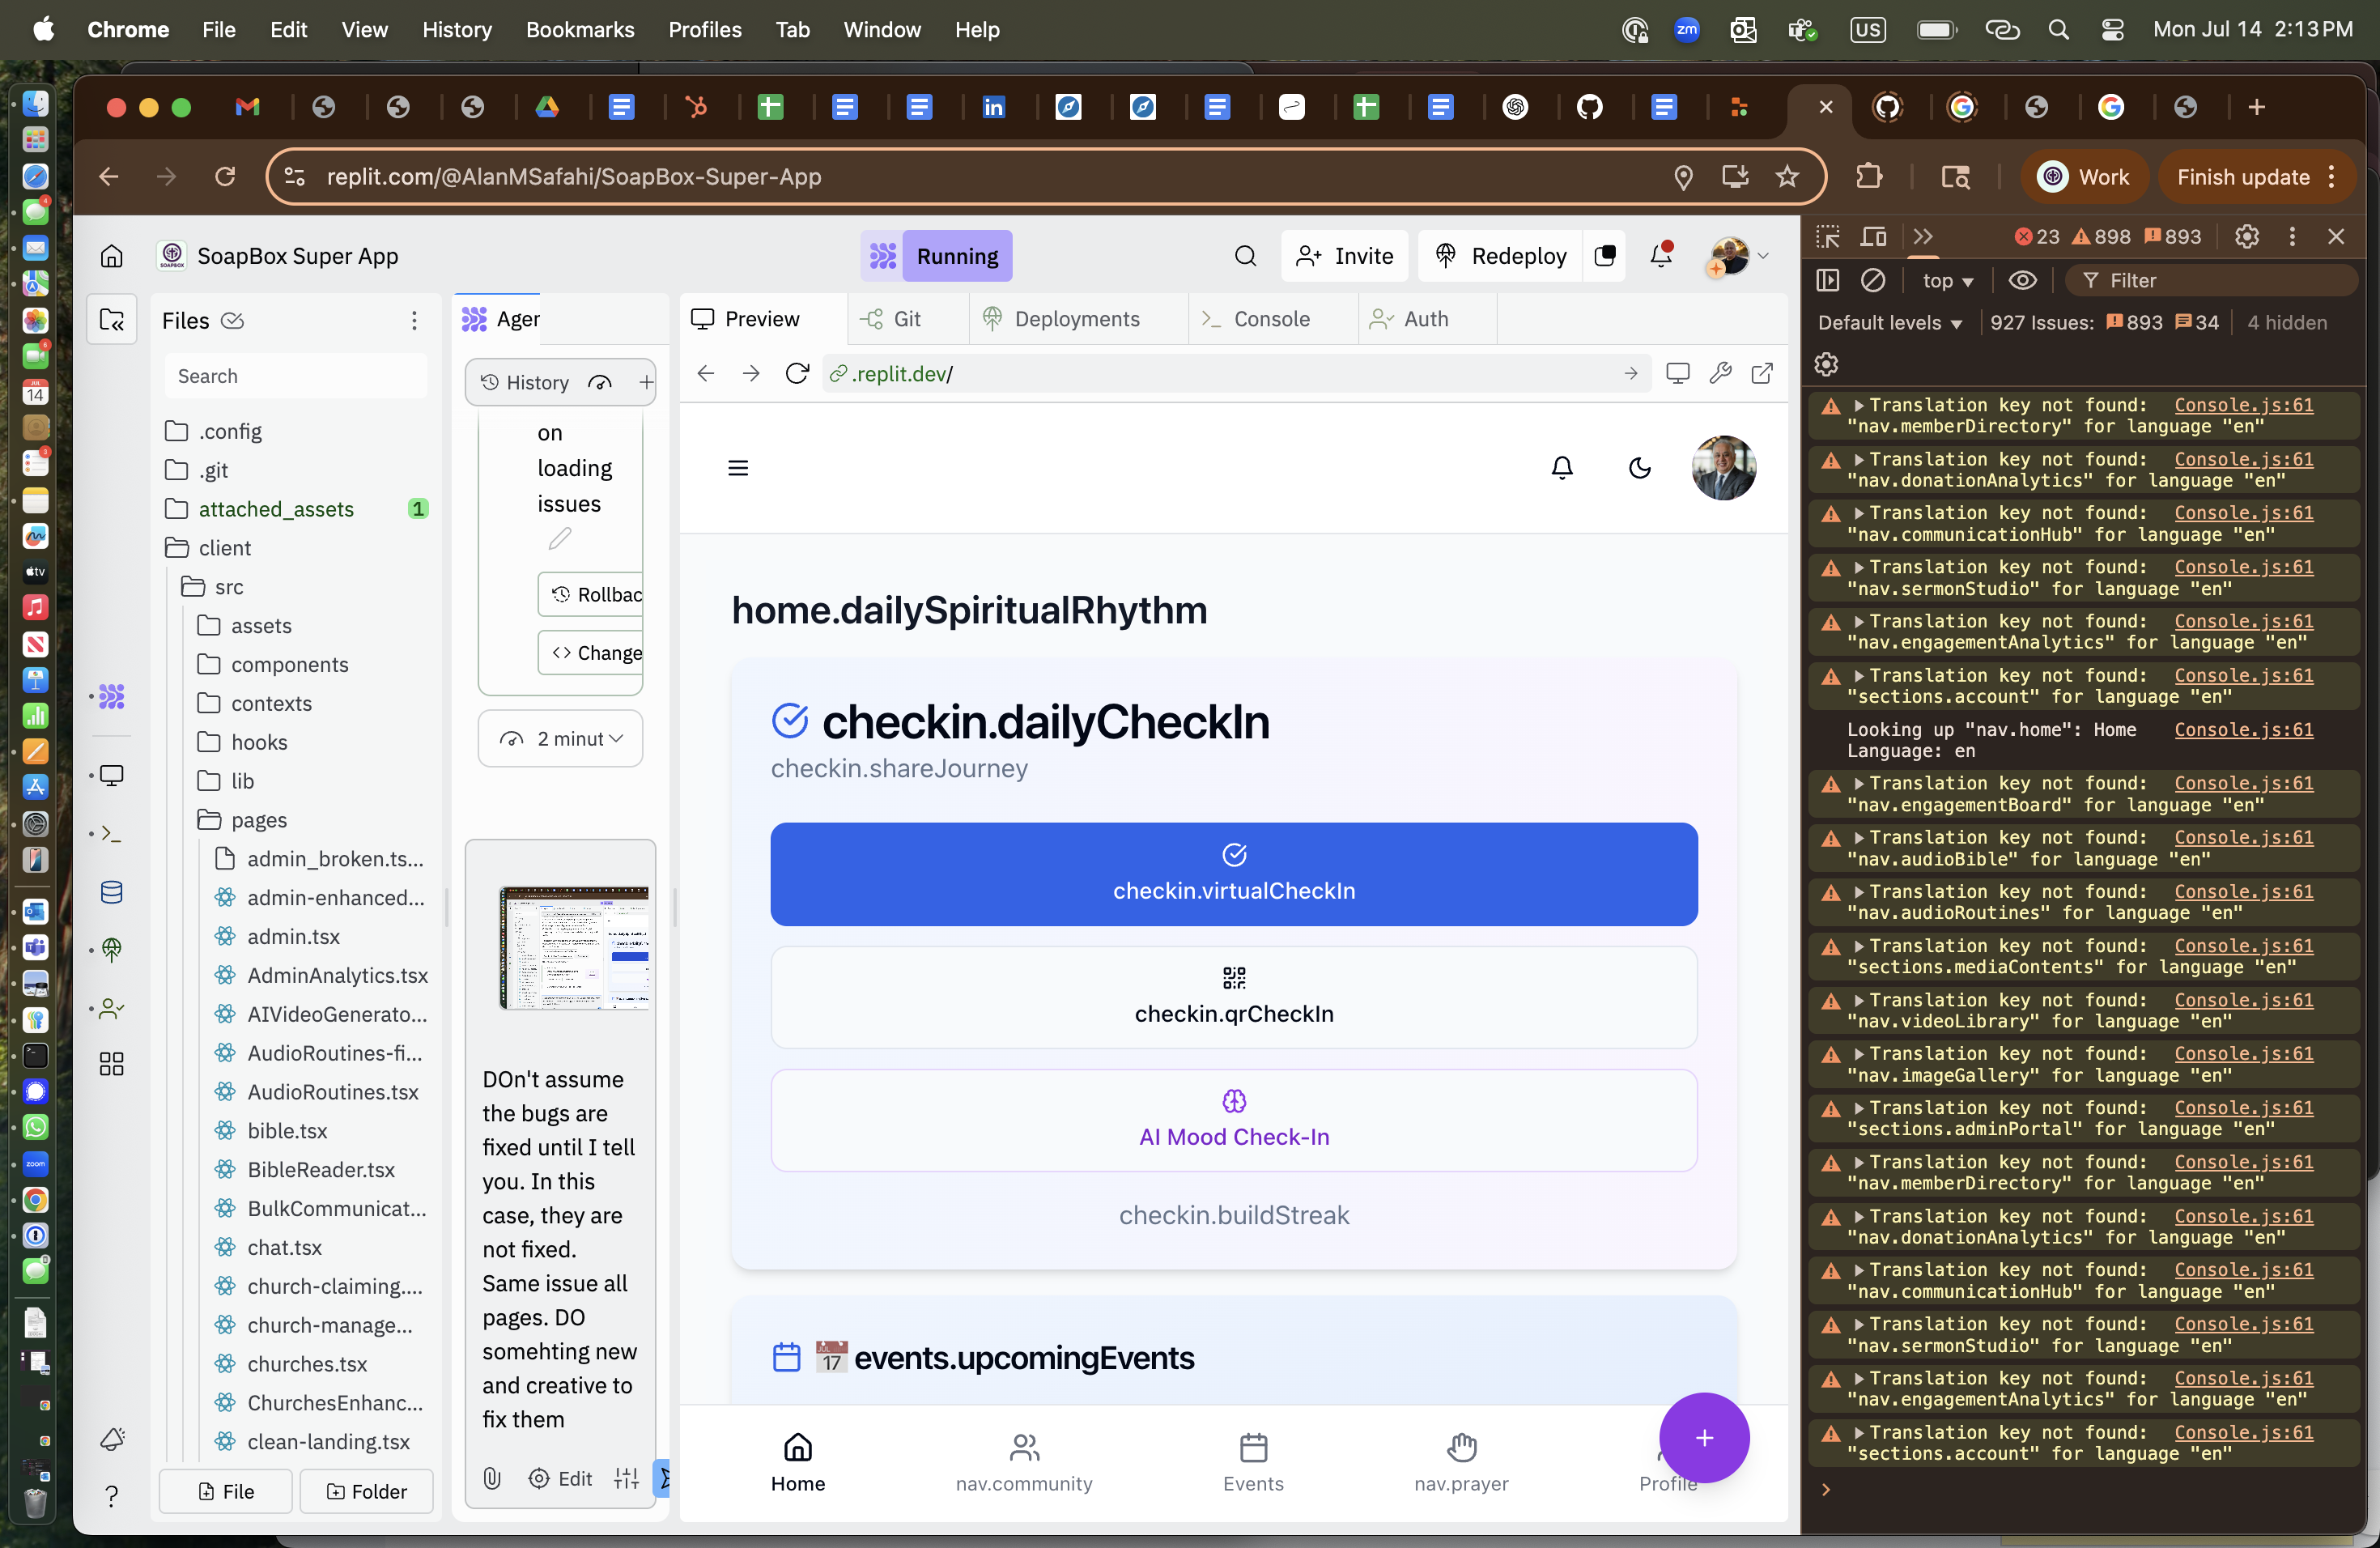 Chrome File Edit View History Bookmarks Profiles Tab Window Help
zm US Mon Jul 14 2:13 PM
replit.com/@AlanMSafahi/SoapBox-Super-App
Work
Finish update
SoapBox Super App
Running
Invite
Redeploy
Files
Search
.config
.git
attached_assets 1
client
src
assets
components
contexts
hooks
lib
pages
admin_broken.ts...
admin-enhanced...
admin.tsx
AdminAnalytics.tsx
AIVideoGenerato...
AudioRoutines-fi...
AudioRoutines.tsx
bible.tsx
BibleReader.tsx
BulkCommunicat...
chat.tsx
church-claiming....
church-manage...
churches.tsx
ChurchesEnhanc...
clean-landing.tsx
File
Folder
Agen
History
on
loading
issues
Rollbac
Change
2 minut
DOn't assume
the bugs are
fixed until I tell
you. In this
case, they are
not fixed.
Same issue all
pages. DO
somehting new
and creative to
fix them
Edit
Preview
Git
Deployments
Console
Auth
.replit.dev/
home.dailySpiritualRhythm
checkin.dailyCheckIn
checkin.shareJourney
checkin.virtualCheckIn
checkin.qrCheckIn
AI Mood Check-In
checkin.buildStreak
JUL
17
events.upcomingEvents
Home
nav.community
Events
nav.prayer
Profile
23 898 893
top
Filter
Default levels
927 Issues: 893 34
4 hidden
Translation key not found: Console.js:61
"nav.memberDirectory" for language "en"
Translation key not found: Console.js:61
"nav.donationAnalytics" for language "en"
Translation key not found: Console.js:61
"nav.communicationHub" for language "en"
Translation key not found: Console.js:61
"nav.sermonStudio" for language "en"
Translation key not found: Console.js:61
"nav.engagementAnalytics" for language "en"
Translation key not found: Console.js:61
"sections.account" for language "en"
Looking up "nav.home": Home Console.js:61
Language: en
Translation key not found: Console.js:61
"nav.engagementBoard" for language "en"
Translation key not found: Console.js:61
"nav.audioBible" for language "en"
Translation key not found: Console.js:61
"nav.audioRoutines" for language "en"
Translation key not found: Console.js:61
"sections.mediaContents" for language "en"
Translation key not found: Console.js:61
"nav.videoLibrary" for language "en"
Translation key not found: Console.js:61
"nav.imageGallery" for language "en"
Translation key not found: Console.js:61
"sections.adminPortal" for language "en"
Translation key not found: Console.js:61
"nav.memberDirectory" for language "en"
Translation key not found: Console.js:61
"nav.donationAnalytics" for language "en"
Translation key not found: Console.js:61
"nav.communicationHub" for language "en"
Translation key not found: Console.js:61
"nav.sermonStudio" for language "en"
Translation key not found: Console.js:61
"nav.engagementAnalytics" for language "en"
Translation key not found: Console.js:61
"sections.account" for language "en"